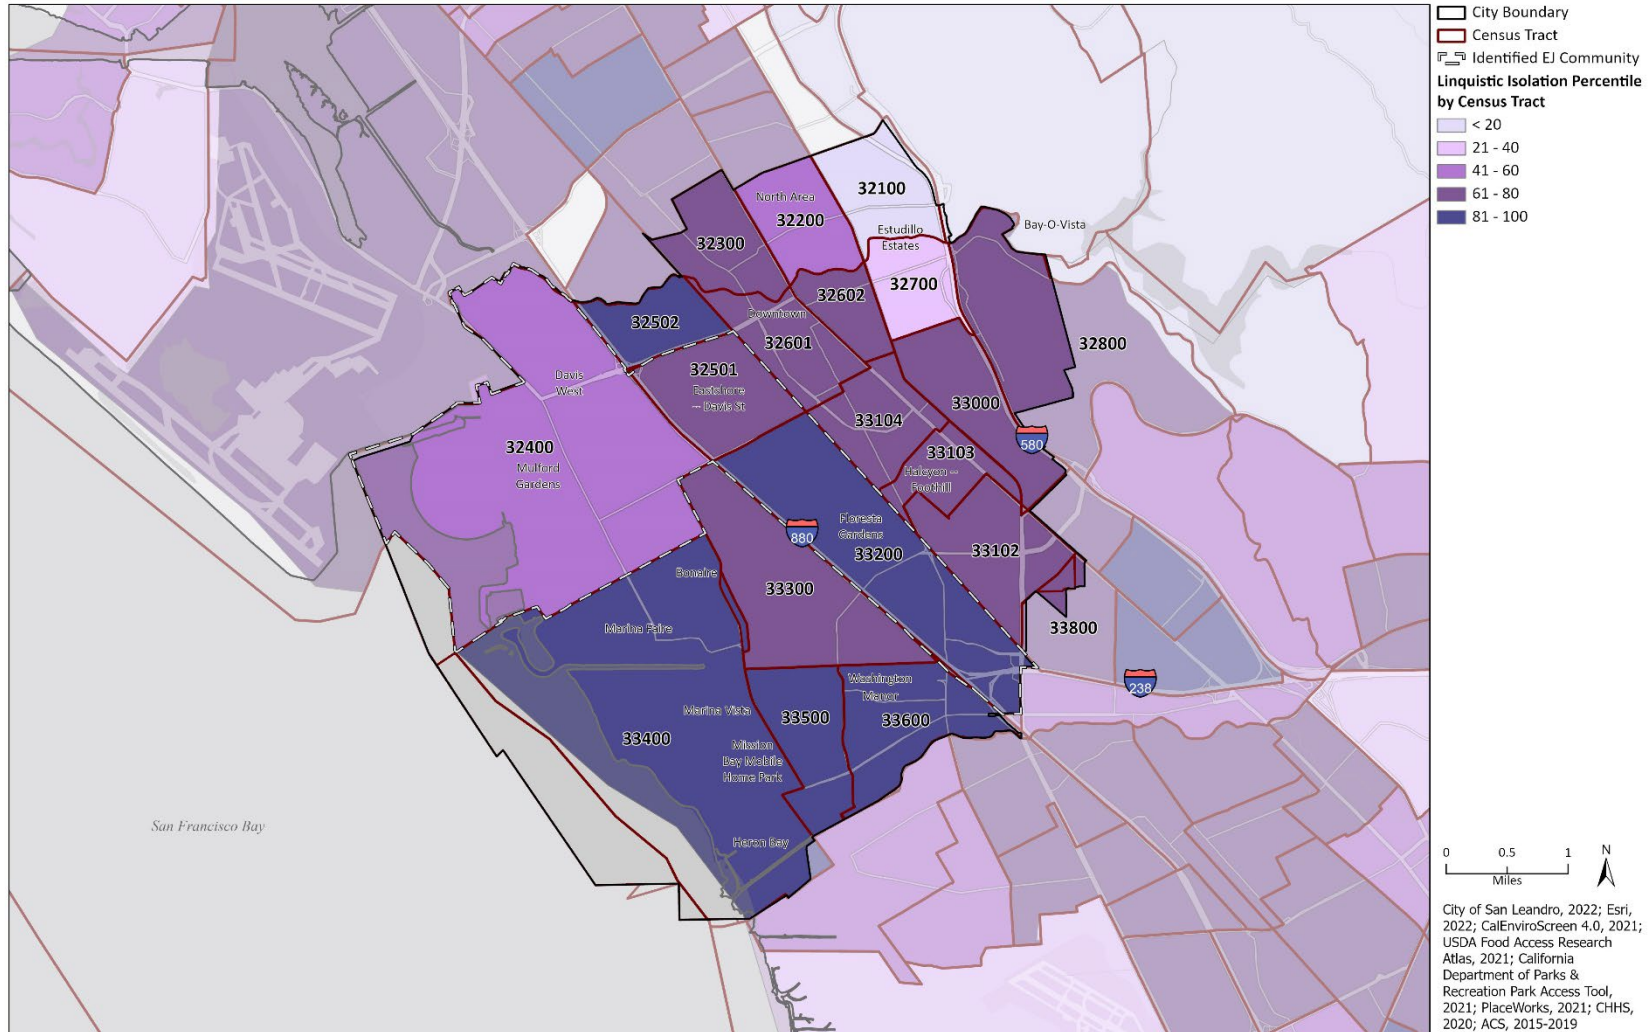 City Boundary
Census Tract
Identified EJ Community
Linquistic Isolation Percentile
by Census Tract
< 20
21 - 40
41 - 60
61 - 80
81 - 100
32100
North Area
32200
Estudillo
Estates
Bay-O-Vista
32300
32700
32602
Downtown
32502
32601
32800
32501
Eastshore
– Davis St
Davis
West
33000
33104
580
32400
Mulford
Gardens
33103
Halcyon –
Foothill
880
Floresta
Gardens
33200
33102
Bonaire
33300
Marina Faire
33800
238
Washington
Manor
Marina Vista
33500
33600
33400
Mission
Bay Mobile
Home Park
San Francisco Bay
Heron Bay
0 0.5 1
Miles
N
City of San Leandro, 2022; Esri,
2022; CalEnviroScreen 4.0, 2021;
USDA Food Access Research
Atlas, 2021; California
Department of Parks &
Recreation Park Access Tool,
2021; PlaceWorks, 2021; CHHS,
2020; ACS, 2015-2019